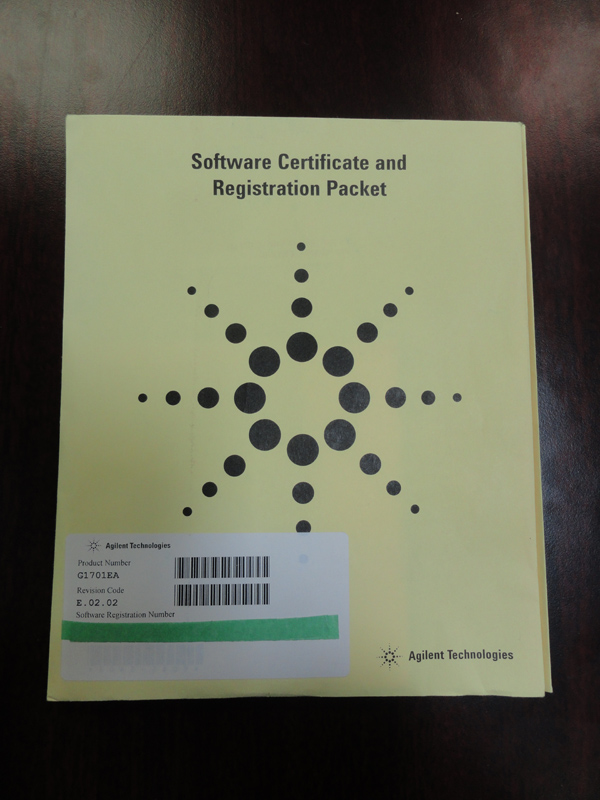 Software Certificate and
Registration Packet
Agilent Technologies
Product Number
G1701EA
Revision Code
E.02.02
Software Registration Number
Agilent Technologies